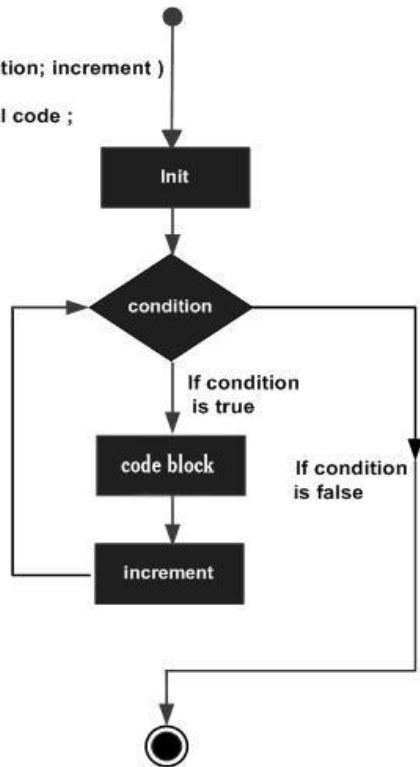 tion; increment )
l code ;
Init
condition
If condition
is true
code block
If condition
is false
increment